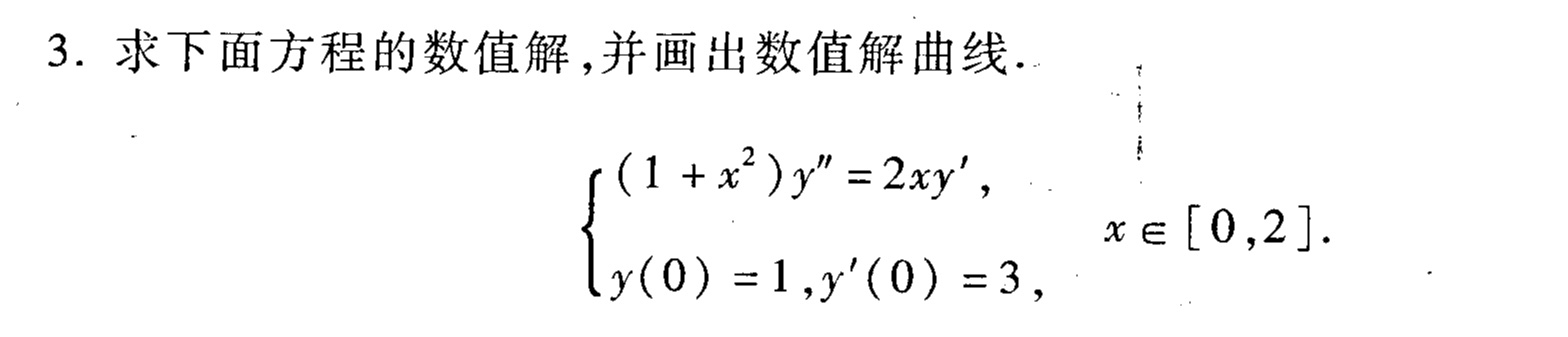 3. 求下面方程的数值解,并画出数值解曲线.
(1 + x²)y″ = 2xy′,
x ∈ [0,2].
y(0) = 1,y′(0) = 3,